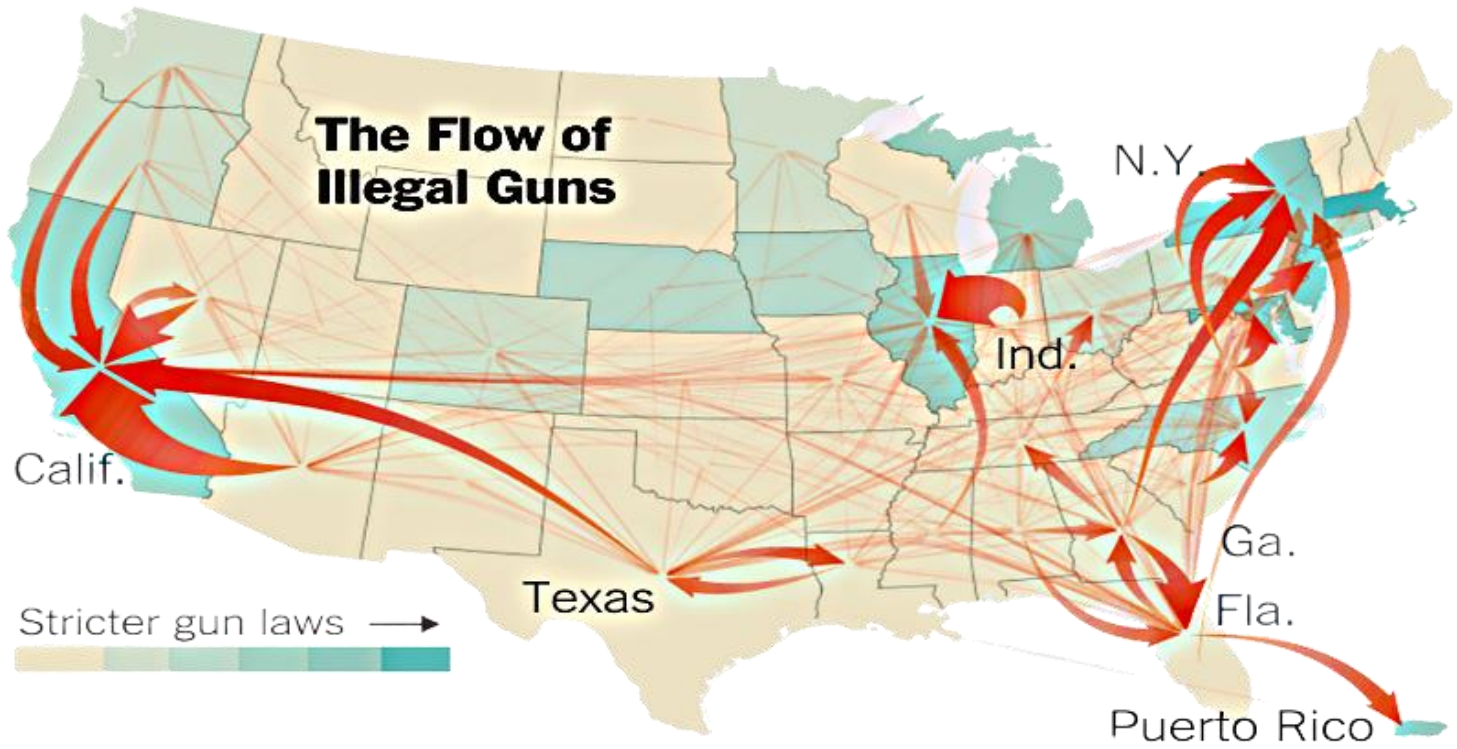 The Flow of
Illegal Guns
N.Y.
Ind.
Calif.
Ga.
Texas
Fla.
Stricter gun laws
Puerto Rico